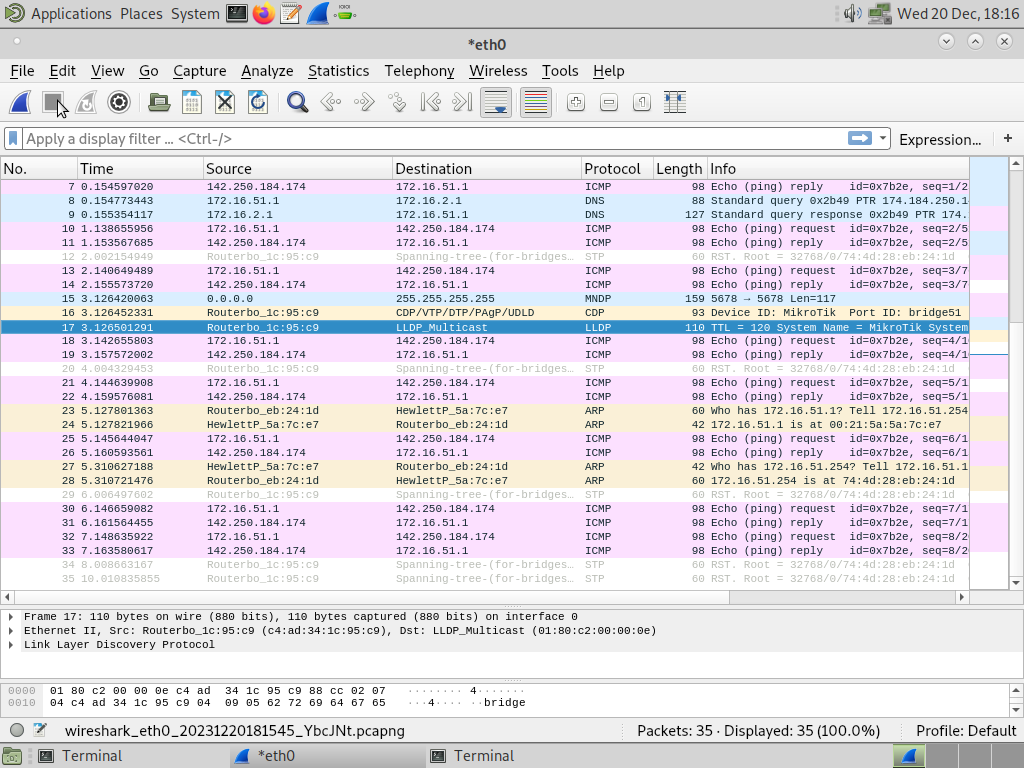 Applications Places System Wed 20 Dec, 18:16
*eth0
File Edit View Go Capture Analyze Statistics Telephony Wireless Tools Help
Apply a display filter … <Ctrl-/> Expression… +
No. Time Source Destination Protocol Length Info
7 0.154597020 142.250.184.174 172.16.51.1 ICMP 98 Echo (ping) reply id=0x7b2e, seq=1/2
8 0.154773443 172.16.51.1 172.16.2.1 DNS 88 Standard query 0x2b49 PTR 174.184.250.1
9 0.155354117 172.16.2.1 172.16.51.1 DNS 127 Standard query response 0x2b49 PTR 174.
10 1.138655956 172.16.51.1 142.250.184.174 ICMP 98 Echo (ping) request id=0x7b2e, seq=2/5
11 1.153567685 142.250.184.174 172.16.51.1 ICMP 98 Echo (ping) reply id=0x7b2e, seq=2/5
12 2.002154949 Routerbo_1c:95:c9 Spanning-tree-(for-bridges… STP 60 RST. Root = 32768/0/74:4d:28:eb:24:1d
13 2.140649489 172.16.51.1 142.250.184.174 ICMP 98 Echo (ping) request id=0x7b2e, seq=3/7
14 2.155573720 142.250.184.174 172.16.51.1 ICMP 98 Echo (ping) reply id=0x7b2e, seq=3/7
15 3.126420063 0.0.0.0 255.255.255.255 MNDP 159 5678 → 5678 Len=117
16 3.126452331 Routerbo_1c:95:c9 CDP/VTP/DTP/PAgP/UDLD CDP 93 Device ID: MikroTik Port ID: bridge51
17 3.126501291 Routerbo_1c:95:c9 LLDP_Multicast LLDP 110 TTL = 120 System Name = MikroTik System
18 3.142655803 172.16.51.1 142.250.184.174 ICMP 98 Echo (ping) request id=0x7b2e, seq=4/1
19 3.157572002 142.250.184.174 172.16.51.1 ICMP 98 Echo (ping) reply id=0x7b2e, seq=4/1
20 4.004329453 Routerbo_1c:95:c9 Spanning-tree-(for-bridges… STP 60 RST. Root = 32768/0/74:4d:28:eb:24:1d
21 4.144639908 172.16.51.1 142.250.184.174 ICMP 98 Echo (ping) request id=0x7b2e, seq=5/1
22 4.159576081 142.250.184.174 172.16.51.1 ICMP 98 Echo (ping) reply id=0x7b2e, seq=5/1
23 5.127801363 Routerbo_eb:24:1d HewlettP_5a:7c:e7 ARP 60 Who has 172.16.51.1? Tell 172.16.51.254
24 5.127821966 HewlettP_5a:7c:e7 Routerbo_eb:24:1d ARP 42 172.16.51.1 is at 00:21:5a:5a:7c:e7
25 5.145644047 172.16.51.1 142.250.184.174 ICMP 98 Echo (ping) request id=0x7b2e, seq=6/1
26 5.160593561 142.250.184.174 172.16.51.1 ICMP 98 Echo (ping) reply id=0x7b2e, seq=6/1
27 5.310627188 HewlettP_5a:7c:e7 Routerbo_eb:24:1d ARP 42 Who has 172.16.51.254? Tell 172.16.51.1
28 5.310721476 Routerbo_eb:24:1d HewlettP_5a:7c:e7 ARP 60 172.16.51.254 is at 74:4d:28:eb:24:1d
29 6.006497602 Routerbo_1c:95:c9 Spanning-tree-(for-bridges… STP 60 RST. Root = 32768/0/74:4d:28:eb:24:1d
30 6.146659082 172.16.51.1 142.250.184.174 ICMP 98 Echo (ping) request id=0x7b2e, seq=7/1
31 6.161564455 142.250.184.174 172.16.51.1 ICMP 98 Echo (ping) reply id=0x7b2e, seq=7/1
32 7.148635922 172.16.51.1 142.250.184.174 ICMP 98 Echo (ping) request id=0x7b2e, seq=8/2
33 7.163580617 142.250.184.174 172.16.51.1 ICMP 98 Echo (ping) reply id=0x7b2e, seq=8/2
34 8.008663167 Routerbo_1c:95:c9 Spanning-tree-(for-bridges… STP 60 RST. Root = 32768/0/74:4d:28:eb:24:1d
35 10.010835855 Routerbo_1c:95:c9 Spanning-tree-(for-bridges… STP 60 RST. Root = 32768/0/74:4d:28:eb:24:1d
Frame 17: 110 bytes on wire (880 bits), 110 bytes captured (880 bits) on interface 0
Ethernet II, Src: Routerbo_1c:95:c9 (c4:ad:34:1c:95:c9), Dst: LLDP_Multicast (01:80:c2:00:00:0e)
Link Layer Discovery Protocol
0000 01 80 c2 00 00 0e c4 ad 34 1c 95 c9 88 cc 02 07 ········ 4·······
0010 04 c4 ad 34 1c 95 c9 04 09 05 62 72 69 64 67 65 ···4···· ··bridge
wireshark_eth0_20231220181545_YbcJNt.pcapng Packets: 35 · Displayed: 35 (100.0%) Profile: Default
Terminal *eth0 Terminal